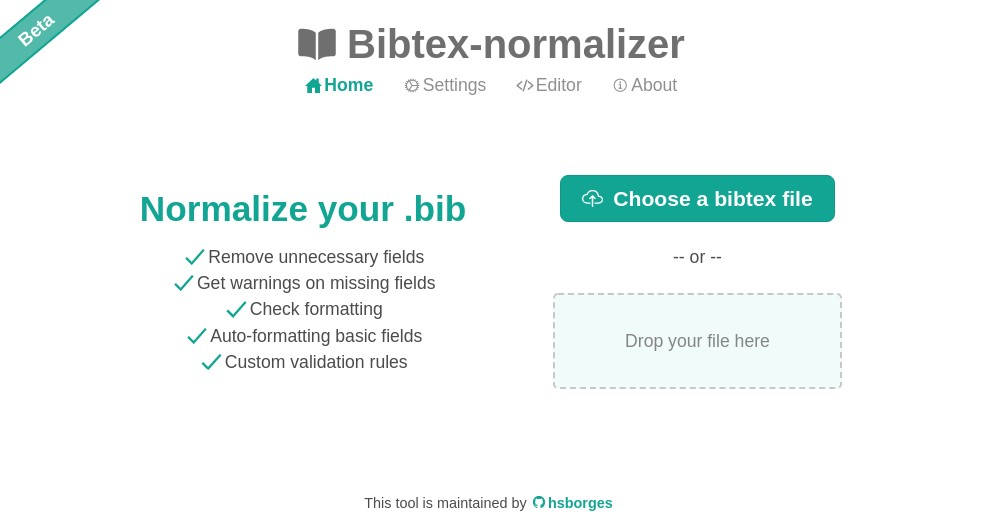 Beta
Bibtex-normalizer
Home Settings Editor About
Normalize your .bib
Remove unnecessary fields
Get warnings on missing fields
Check formatting
Auto-formatting basic fields
Custom validation rules
Choose a bibtex file
-- or --
Drop your file here
This tool is maintained by hsborges